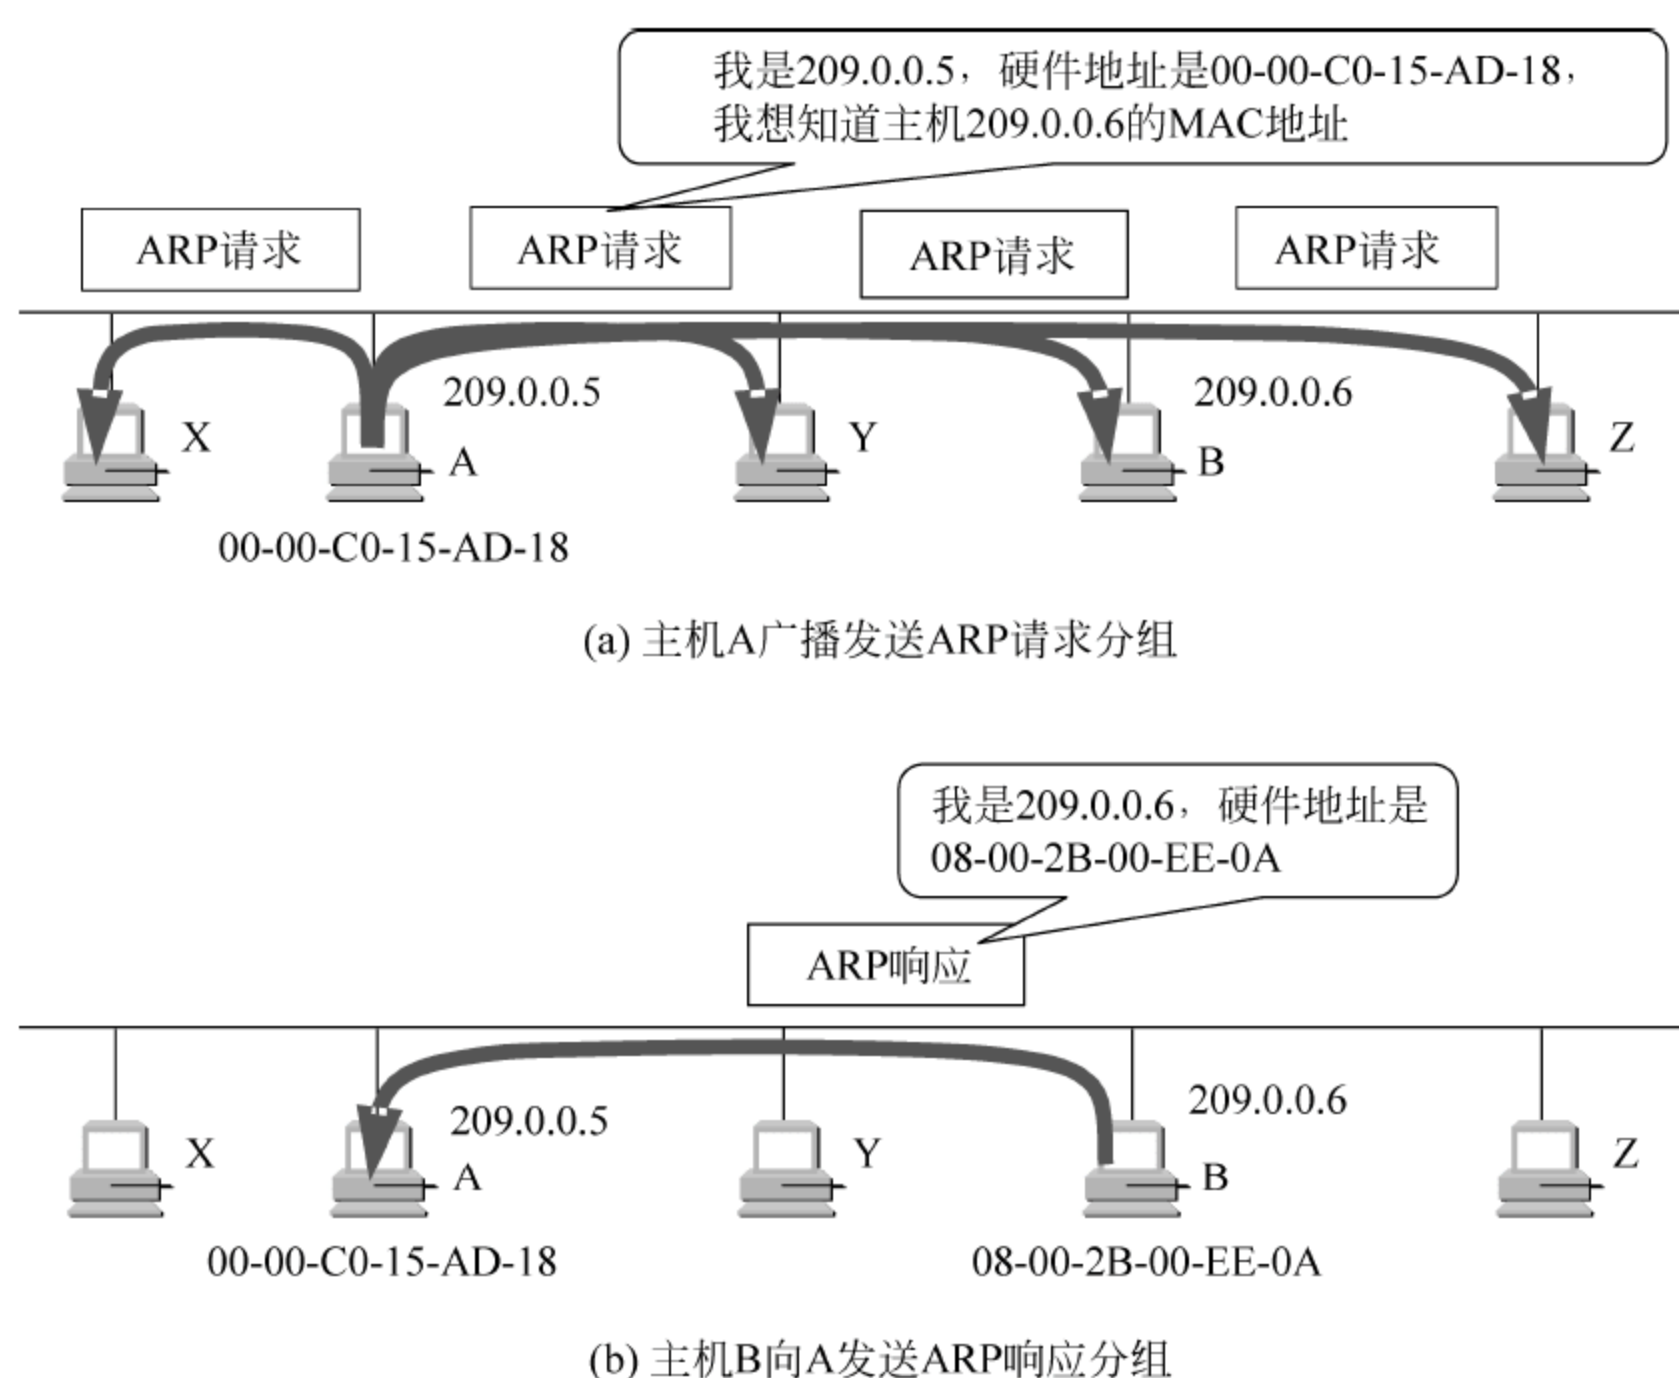 我是209.0.0.5，硬件地址是00-00-C0-15-AD-18，
我想知道主机209.0.0.6的MAC地址
ARP请求
ARP请求
ARP请求
ARP请求
209.0.0.5
209.0.0.6
X
A
Y
B
Z
00-00-C0-15-AD-18
(a) 主机A广播发送ARP请求分组
我是209.0.0.6，硬件地址是
08-00-2B-00-EE-0A
ARP响应
209.0.0.5
209.0.0.6
X
A
Y
B
Z
00-00-C0-15-AD-18
08-00-2B-00-EE-0A
(b) 主机B向A发送ARP响应分组